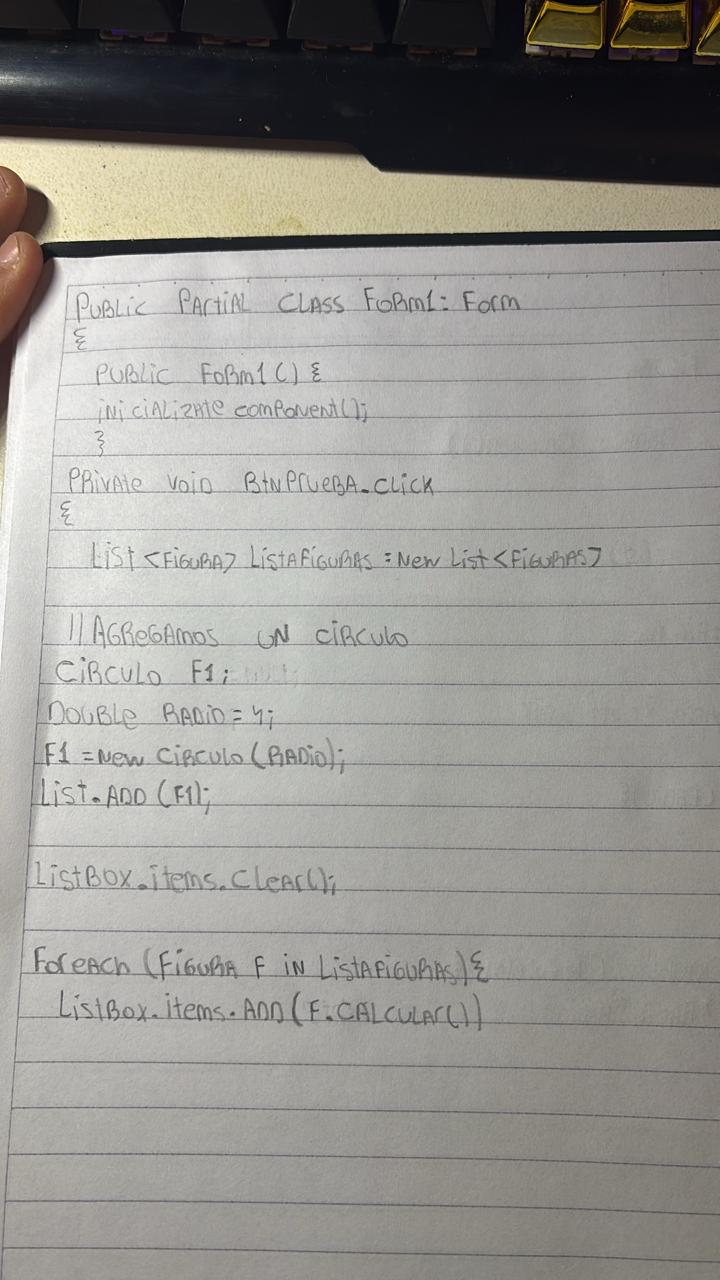 PUBLIC PARTIAL CLASS FORM1: FORM
{
PUBLIC FORM1() {
INICIALIZATE COMPONENT();
}
PRIVATE VOID BTNPRUEBA.CLICK
{
LIST <FIGURA> LISTAFIGURAS = NEW LIST <FIGURAS>
// AGREGAMOS UN CIRCULO
CIRCULO F1;
DOUBLE RADIO = 4;
F1 = NEW CIRCULO (RADIO);
LIST.ADD (F1);
LISTBOX.ITEMS.CLEAR();
FOREACH (FIGURA F IN LISTAFIGURAS) {
LISTBOX.ITEMS.ADD (F.CALCULAR())